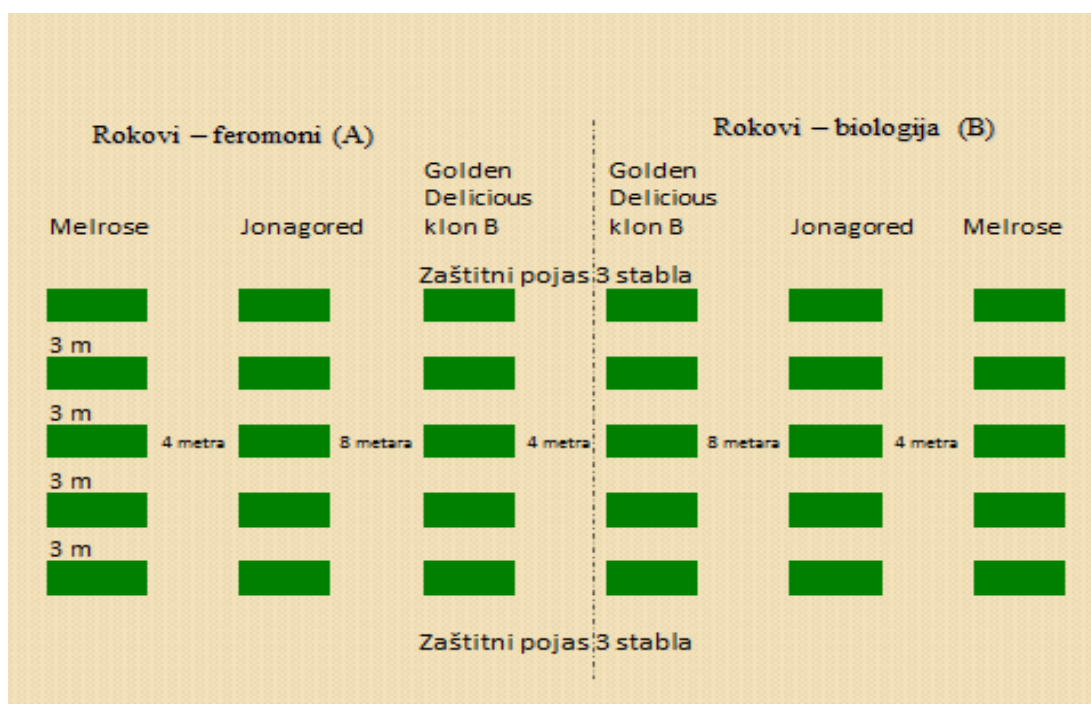 Rokovi – feromoni (A)
Rokovi – biologija (B)
Melrose
Jonagored
Golden
Delicious
klon B
Golden
Delicious
klon B
Jonagored
Melrose
Zaštitni pojas 3 stabla
3 m
3 m
4 metra
8 metara
4 metra
8 metara
4 metra
3 m
3 m
Zaštitni pojas 3 stabla